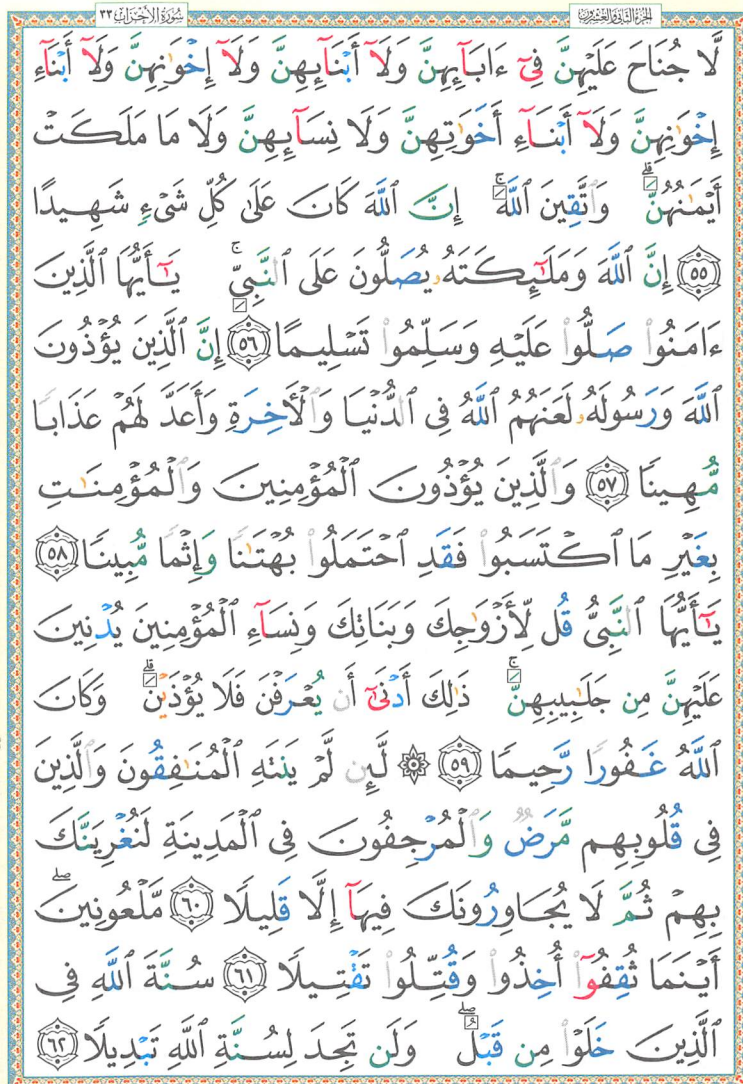 سُورَةُ الأَحْزَابِ ٣٣
الجُزْءُ الثَّانِي وَالعِشْرُونَ
لَّا جُنَاحَ عَلَيْهِنَّ فِىٓ ءَابَآئِهِنَّ وَلَآ أَبْنَآئِهِنَّ وَلَآ إِخْوَٰنِهِنَّ وَلَآ أَبْنَآءِ
إِخْوَٰنِهِنَّ وَلَآ أَبْنَآءِ أَخَوَٰتِهِنَّ وَلَا نِسَآئِهِنَّ وَلَا مَا مَلَكَتْ
أَيْمَٰنُهُنَّ ۗ وَٱتَّقِينَ ٱللَّهَ ۚ إِنَّ ٱللَّهَ كَانَ عَلَىٰ كُلِّ شَىْءٍ شَهِيدًا
٥٥ إِنَّ ٱللَّهَ وَمَلَٰٓئِكَتَهُۥ يُصَلُّونَ عَلَى ٱلنَّبِىِّ ۚ يَٰٓأَيُّهَا ٱلَّذِينَ
ءَامَنُوا۟ صَلُّوا۟ عَلَيْهِ وَسَلِّمُوا۟ تَسْلِيمًا ٥٦ إِنَّ ٱلَّذِينَ يُؤْذُونَ
ٱللَّهَ وَرَسُولَهُۥ لَعَنَهُمُ ٱللَّهُ فِى ٱلدُّنْيَا وَٱلْأَخِرَةِ وَأَعَدَّ لَهُمْ عَذَابًا
مُّهِينًا ٥٧ وَٱلَّذِينَ يُؤْذُونَ ٱلْمُؤْمِنِينَ وَٱلْمُؤْمِنَٰتِ
بِغَيْرِ مَا ٱكْتَسَبُوا۟ فَقَدِ ٱحْتَمَلُوا۟ بُهْتَٰنًا وَإِثْمًا مُّبِينًا ٥٨
يَٰٓأَيُّهَا ٱلنَّبِىُّ قُل لِّأَزْوَٰجِكَ وَبَنَاتِكَ وَنِسَآءِ ٱلْمُؤْمِنِينَ يُدْنِينَ
عَلَيْهِنَّ مِن جَلَٰبِيبِهِنَّ ۚ ذَٰلِكَ أَدْنَىٰٓ أَن يُعْرَفْنَ فَلَا يُؤْذَيْنَ ۗ وَكَانَ
ٱللَّهُ غَفُورًا رَّحِيمًا ٥٩ ۞ لَّئِن لَّمْ يَنتَهِ ٱلْمُنَٰفِقُونَ وَٱلَّذِينَ
فِى قُلُوبِهِم مَّرَضٌ وَٱلْمُرْجِفُونَ فِى ٱلْمَدِينَةِ لَنُغْرِيَنَّكَ
بِهِمْ ثُمَّ لَا يُجَاوِرُونَكَ فِيهَآ إِلَّا قَلِيلًا ٦٠ مَّلْعُونِينَ ۖ
أَيْنَمَا ثُقِفُوٓا۟ أُخِذُوا۟ وَقُتِّلُوا۟ تَقْتِيلًا ٦١ سُنَّةَ ٱللَّهِ فِى
ٱلَّذِينَ خَلَوْا۟ مِن قَبْلُ ۖ وَلَن تَجِدَ لِسُنَّةِ ٱللَّهِ تَبْدِيلًا ٦٢